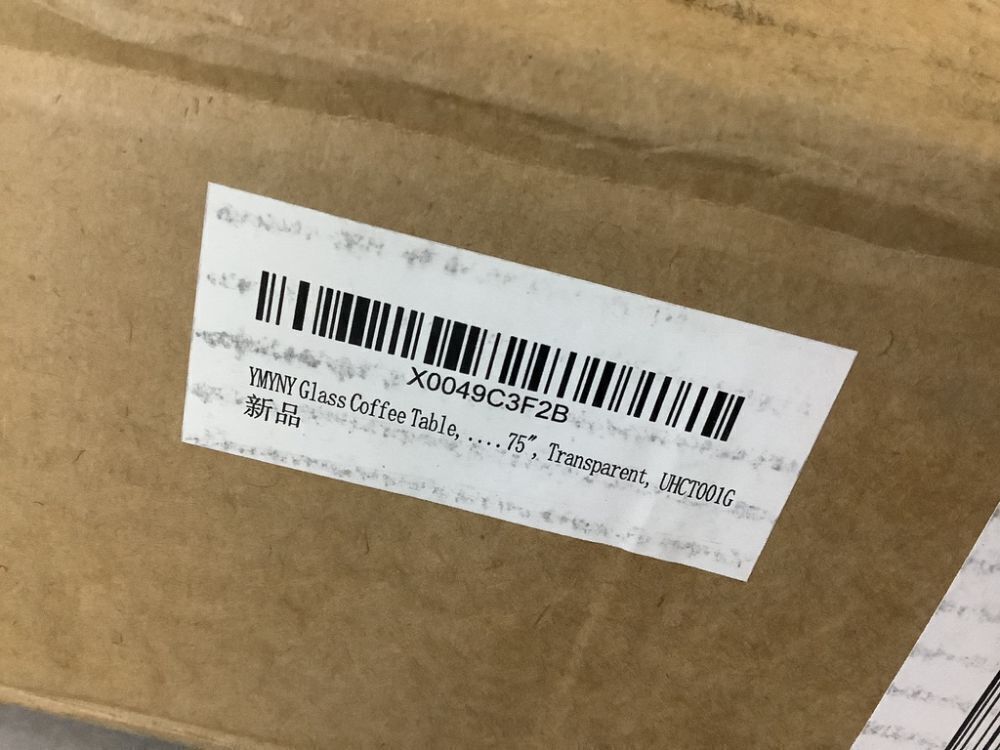 X0049C3F2B
YMYNY Glass Coffee Table, ....75", Transparent, UHCT001G
新品